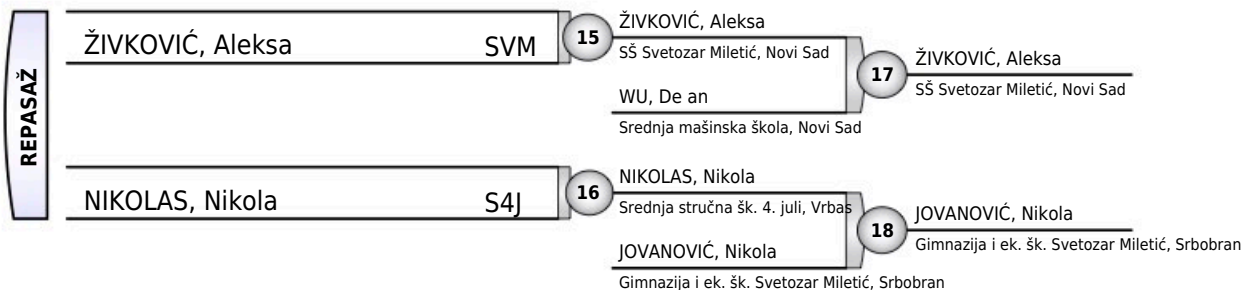 REPASAŽ
ŽIVKOVIĆ, Aleksa SVM
15
ŽIVKOVIĆ, Aleksa
SŠ Svetozar Miletić, Novi Sad
WU, De an
Srednja mašinska škola, Novi Sad
17
ŽIVKOVIĆ, Aleksa
SŠ Svetozar Miletić, Novi Sad
NIKOLAS, Nikola S4J
16
NIKOLAS, Nikola
Srednja stručna šk. 4. juli, Vrbas
JOVANOVIĆ, Nikola
Gimnazija i ek. šk. Svetozar Miletić, Srbobran
18
JOVANOVIĆ, Nikola
Gimnazija i ek. šk. Svetozar Miletić, Srbobran